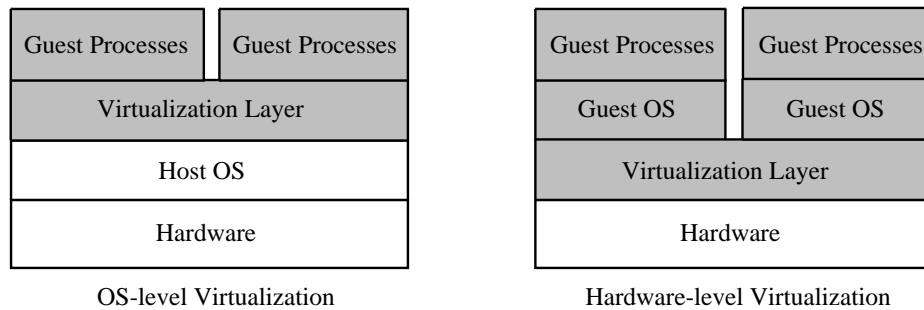 Guest Processes
Guest Processes
Virtualization Layer
Host OS
Hardware
OS-level Virtualization
Guest Processes
Guest Processes
Guest OS
Guest OS
Virtualization Layer
Hardware
Hardware-level Virtualization